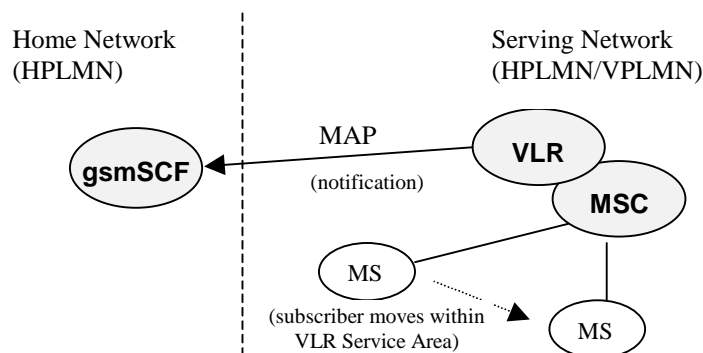 Home Network
(HPLMN)
Serving Network
(HPLMN/VPLMN)
MAP
(notification)
gsmSCF
VLR
MSC
MS
(subscriber moves within
VLR Service Area)
MS